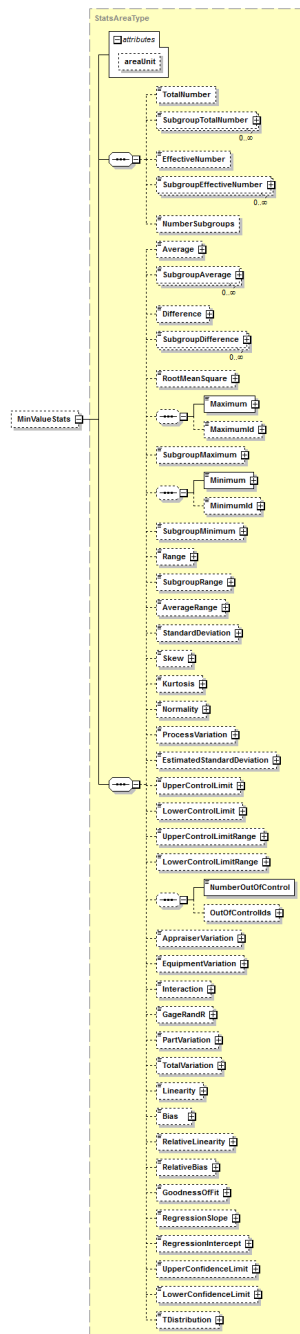 StatsAreaType
attributes
areaUnit
TotalNumber
SubgroupTotalNumber
0..∞
EffectiveNumber
SubgroupEffectiveNumber
0..∞
NumberSubgroups
Average
SubgroupAverage
0..∞
Difference
SubgroupDifference
0..∞
RootMeanSquare
Maximum
MaximumId
MinValueStats
SubgroupMaximum
Minimum
MinimumId
SubgroupMinimum
Range
SubgroupRange
AverageRange
StandardDeviation
Skew
Kurtosis
Normality
ProcessVariation
EstimatedStandardDeviation
UpperControlLimit
LowerControlLimit
UpperControlLimitRange
LowerControlLimitRange
NumberOutOfControl
OutOfControlIds
AppraiserVariation
EquipmentVariation
Interaction
GageRandR
PartVariation
TotalVariation
Linearity
Bias
RelativeLinearity
RelativeBias
GoodnessOfFit
RegressionSlope
RegressionIntercept
UpperConfidenceLimit
LowerConfidenceLimit
TDistribution